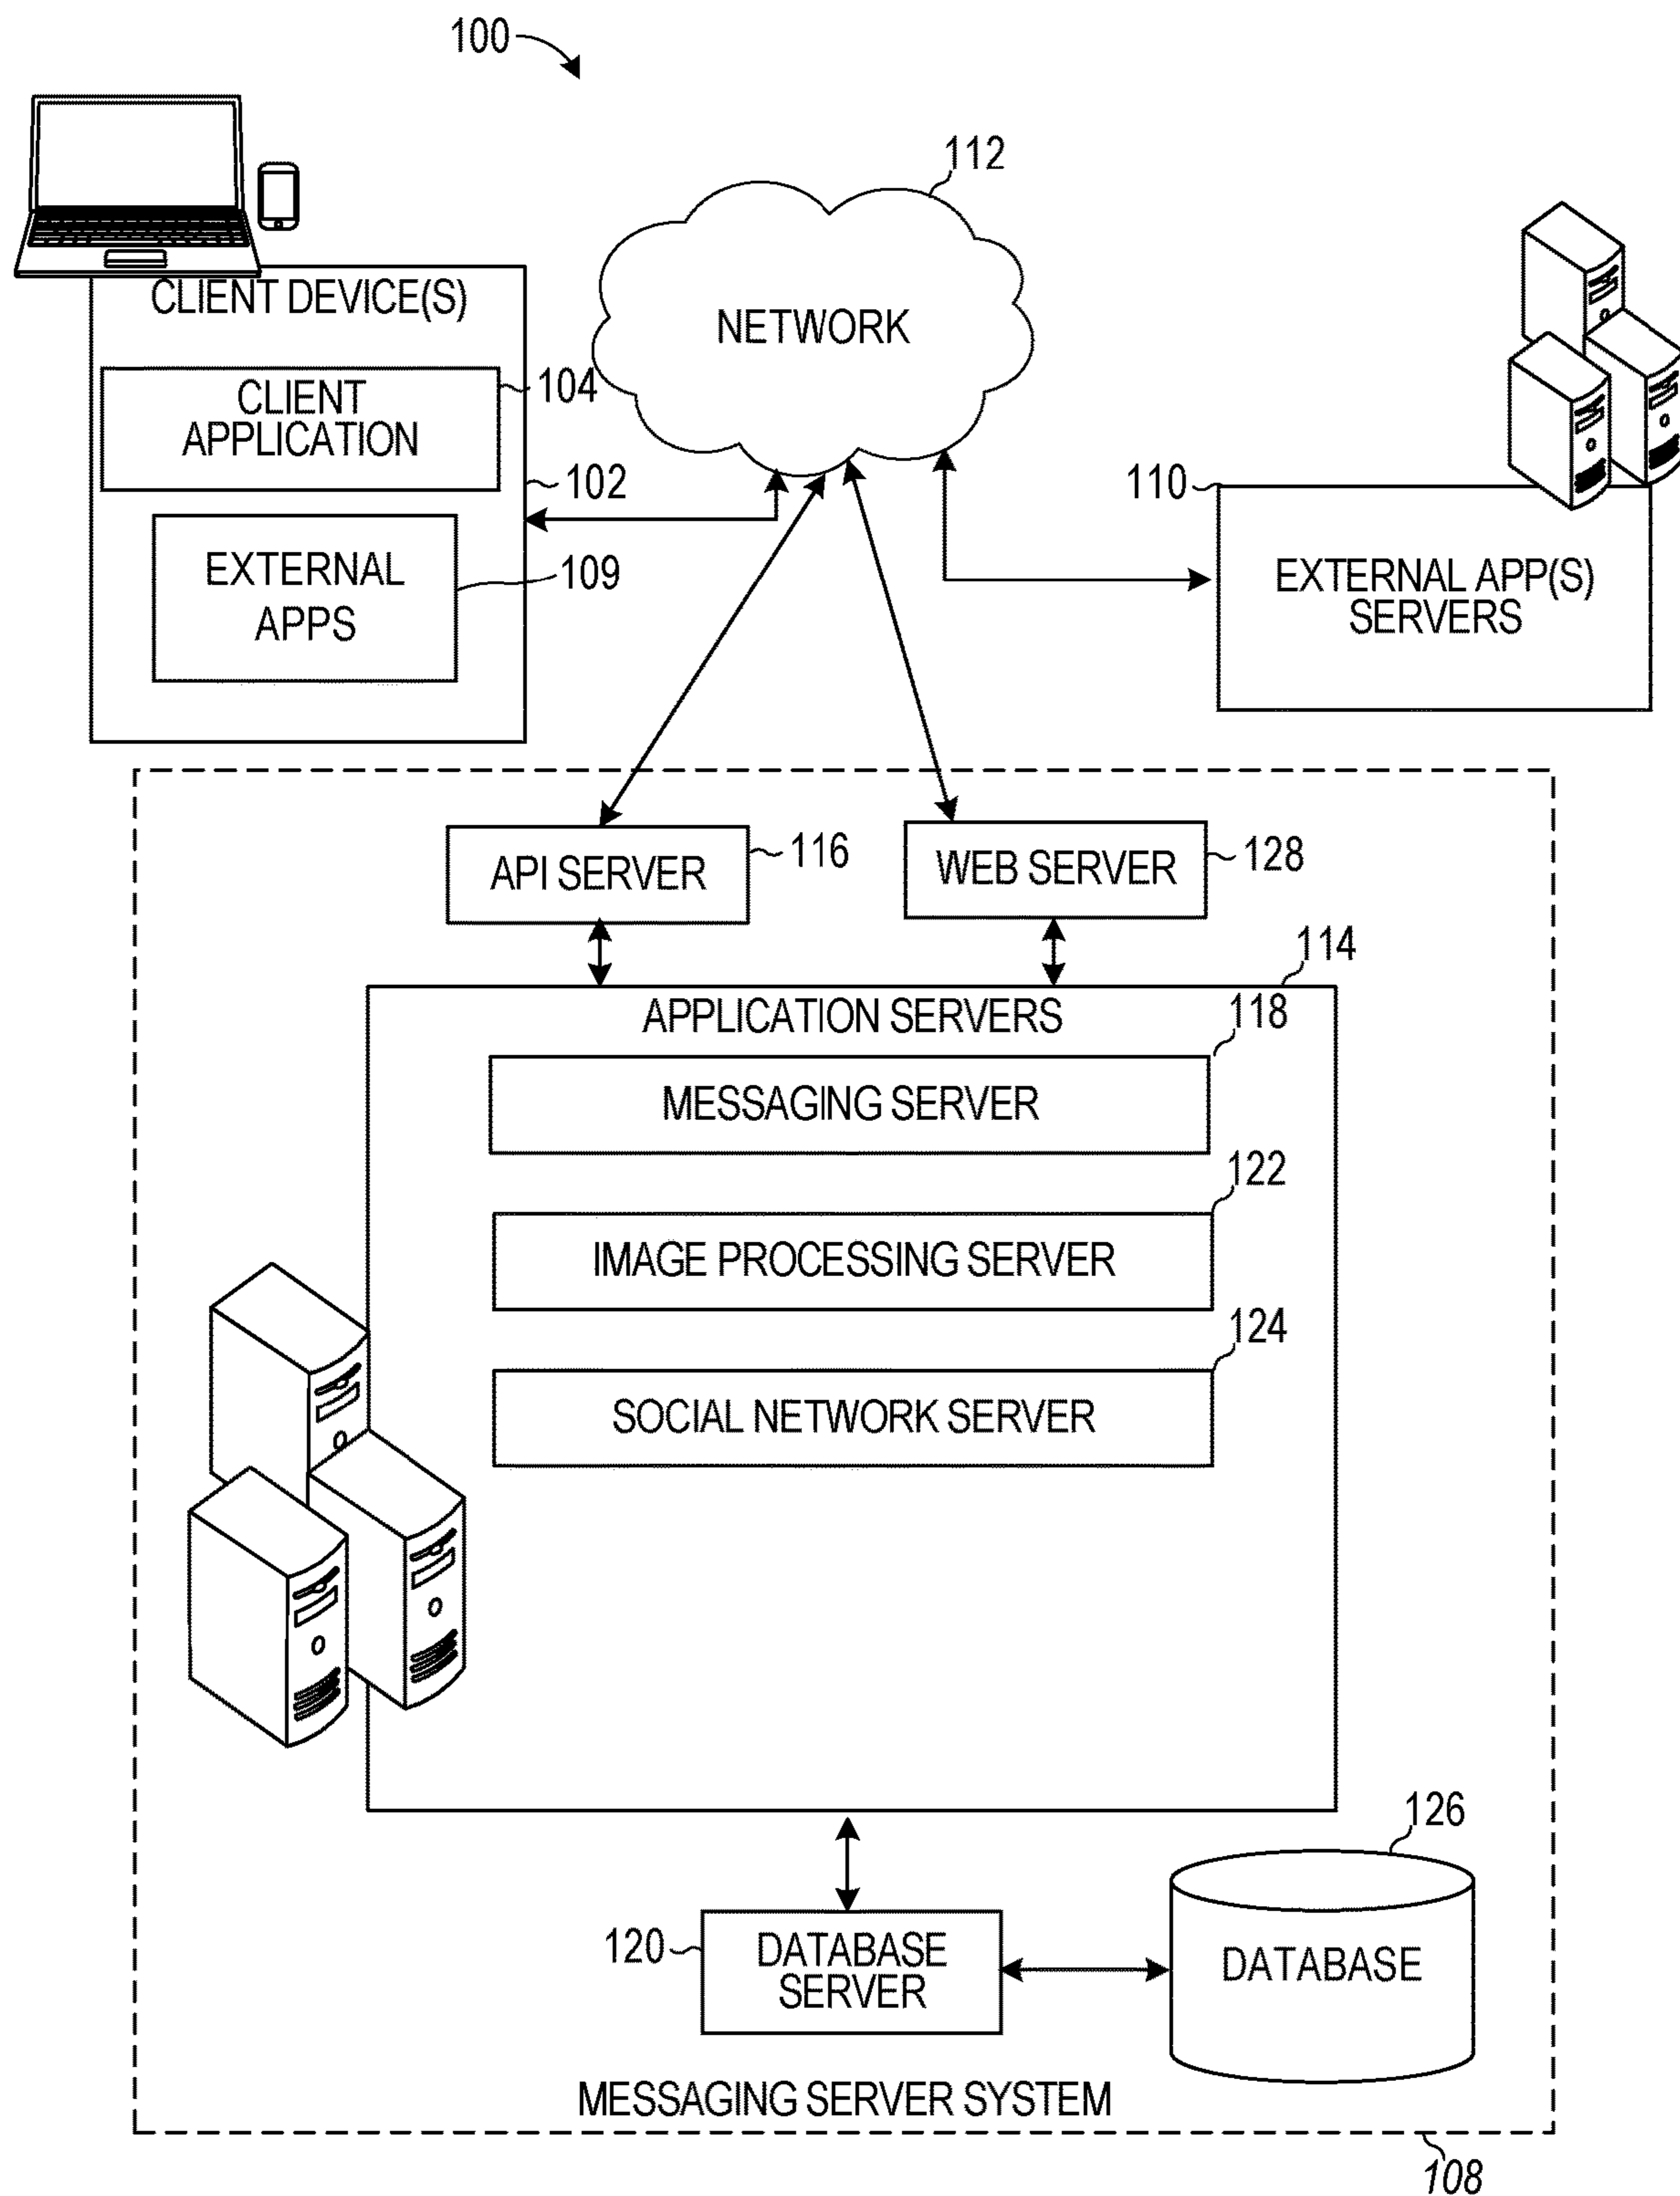 100
112
CLIENT DEVICE(S)
NETWORK
104
CLIENT
APPLICATION
102
110
EXTERNAL
APPS
109
EXTERNAL APP(S)
SERVERS
API SERVER
116
WEB SERVER
128
114
APPLICATION SERVERS
118
MESSAGING SERVER
122
IMAGE PROCESSING SERVER
124
SOCIAL NETWORK SERVER
126
120
DATABASE
SERVER
DATABASE
MESSAGING SERVER SYSTEM
108